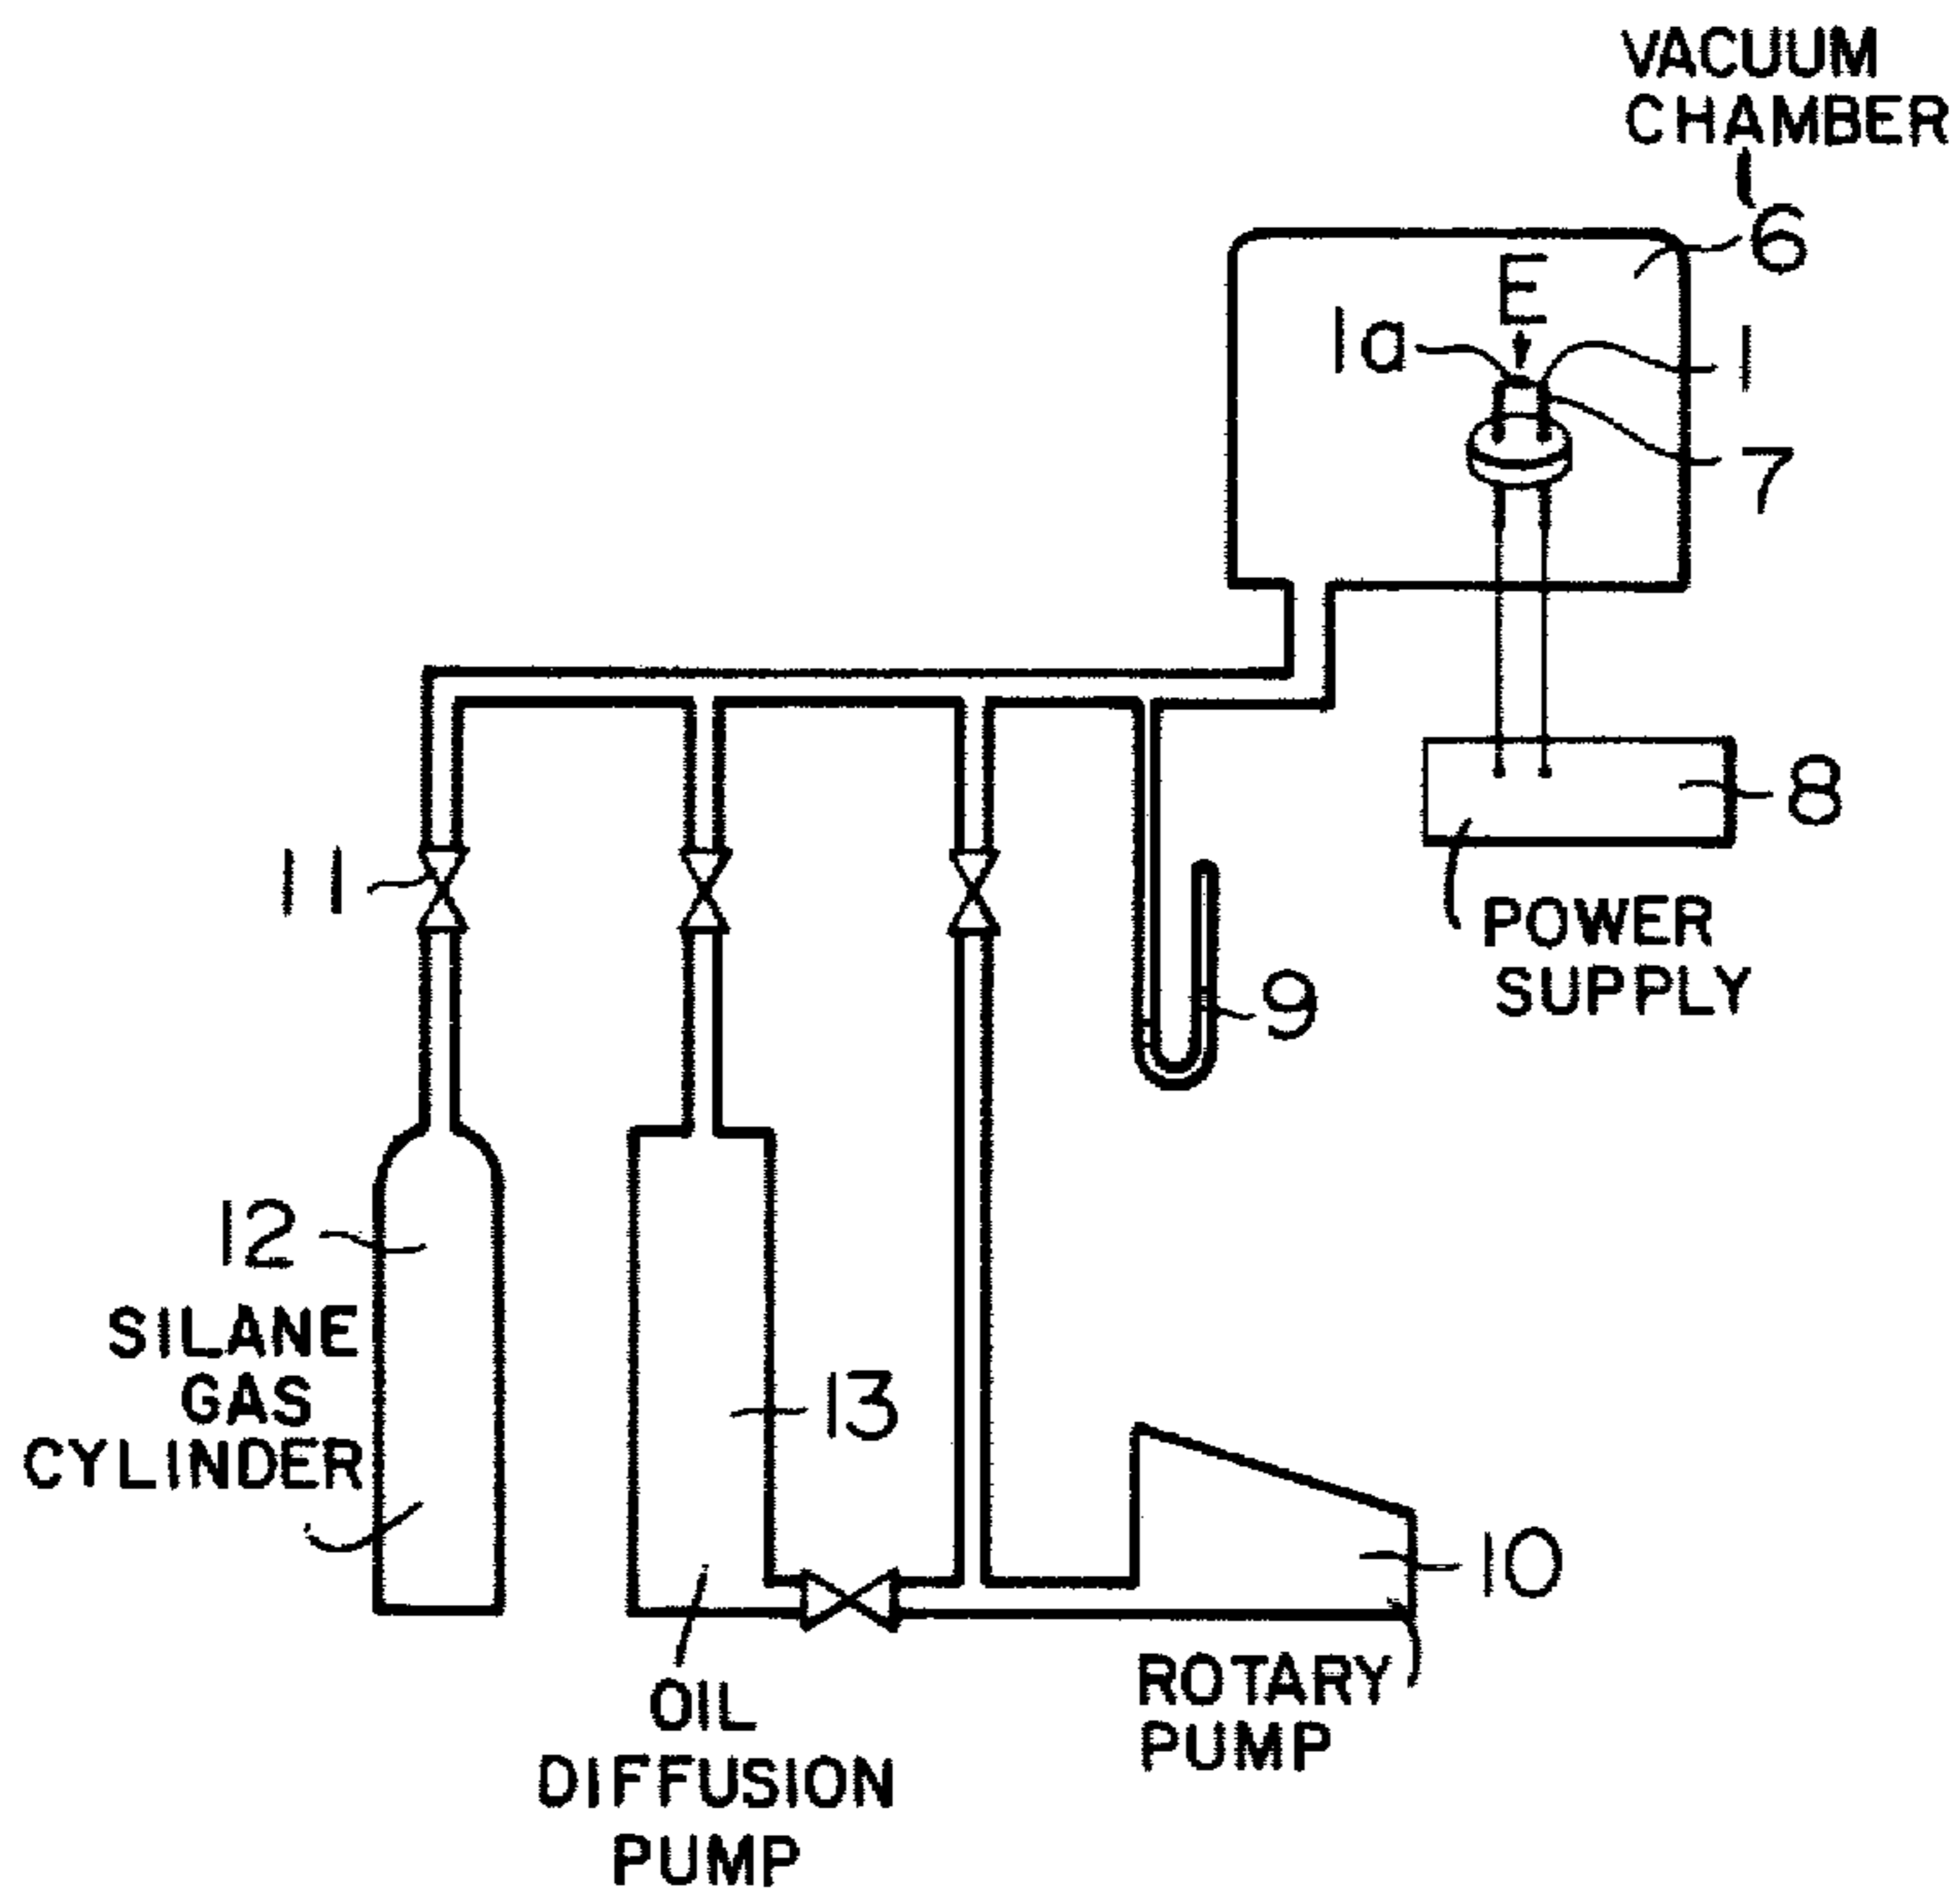 VACUUM
CHAMBER
6
E
1a
1
7
8
11
POWER
SUPPLY
9
12
SILANE
GAS
CYLINDER
13
10
ROTARY
PUMP
OIL
DIFFUSION
PUMP